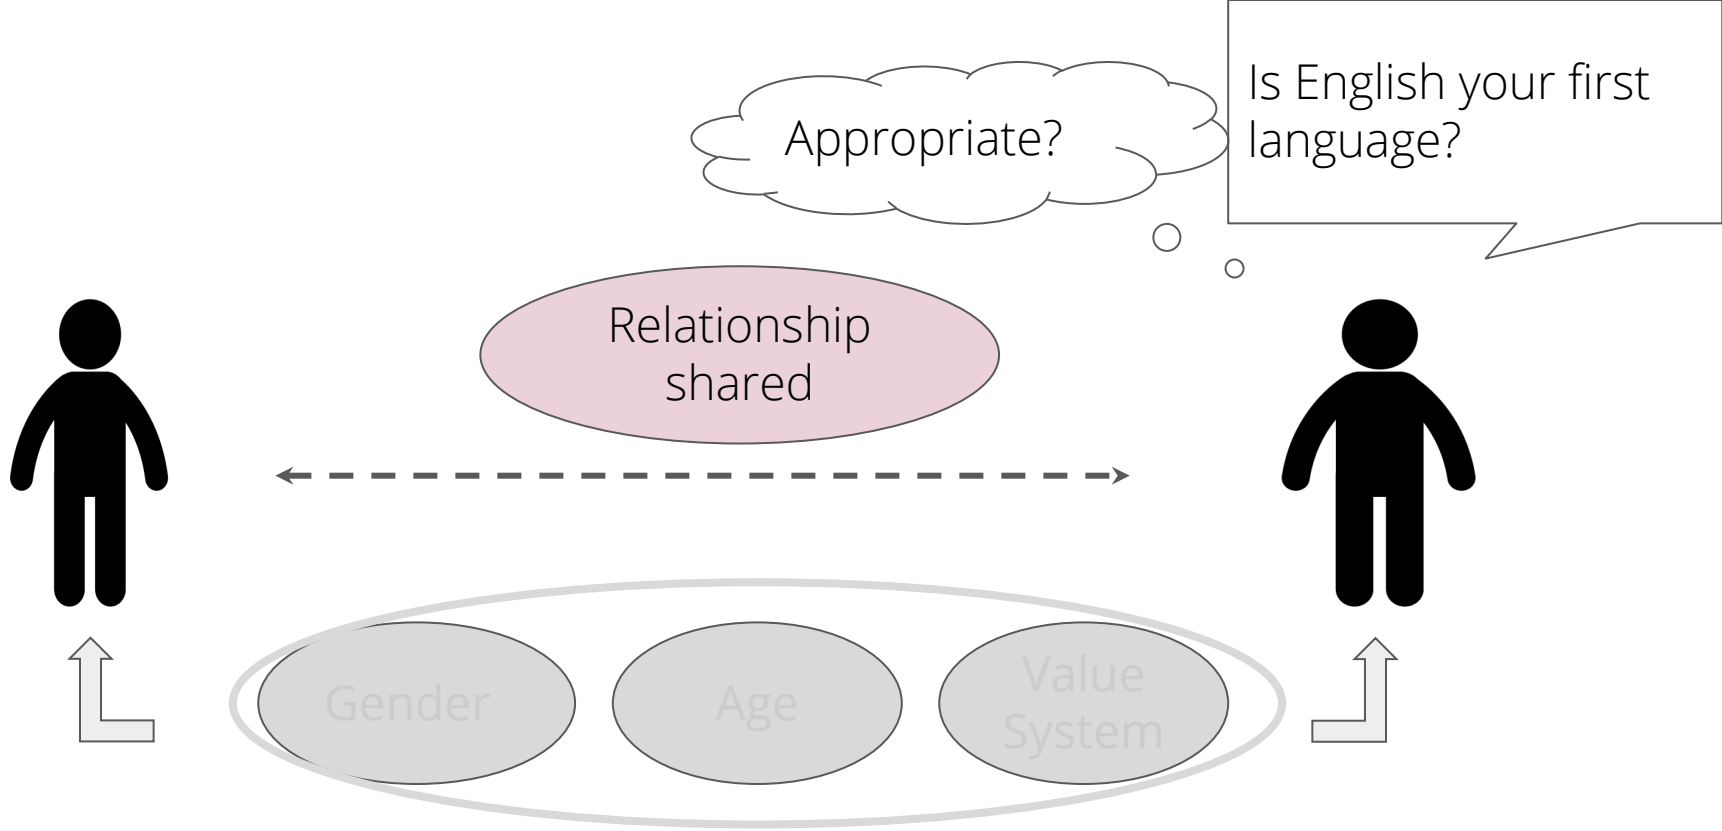 Is English your first
language?
Appropriate?
Relationship
shared
Gender
Age
Value
System